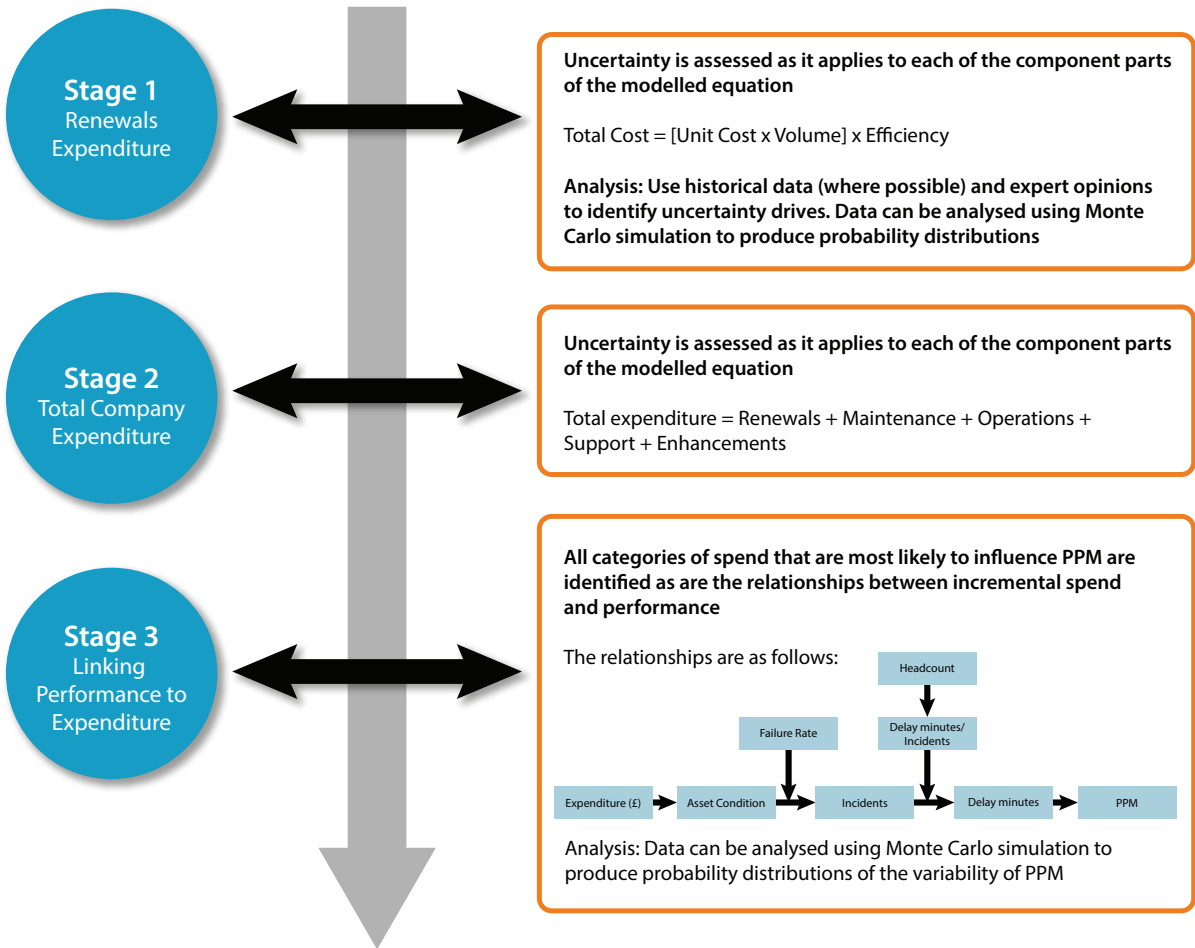 Stage 1
Renewals
Expenditure
Uncertainty is assessed as it applies to each of the component parts
of the modelled equation
Total Cost = [Unit Cost x Volume] x Efficiency
Analysis: Use historical data (where possible) and expert opinions
to identify uncertainty drives. Data can be analysed using Monte
Carlo simulation to produce probability distributions
Stage 2
Total Company
Expenditure
Uncertainty is assessed as it applies to each of the component parts
of the modelled equation
Total expenditure = Renewals + Maintenance + Operations +
Support + Enhancements
Stage 3
Linking
Performance to
Expenditure
All categories of spend that are most likely to influence PPM are
identified as are the relationships between incremental spend
and performance
The relationships are as follows:
Headcount
Failure Rate
Delay minutes/
Incidents
Expenditure (£)
Asset Condition
Incidents
Delay minutes
PPM
Analysis: Data can be analysed using Monte Carlo simulation to
produce probability distributions of the variability of PPM